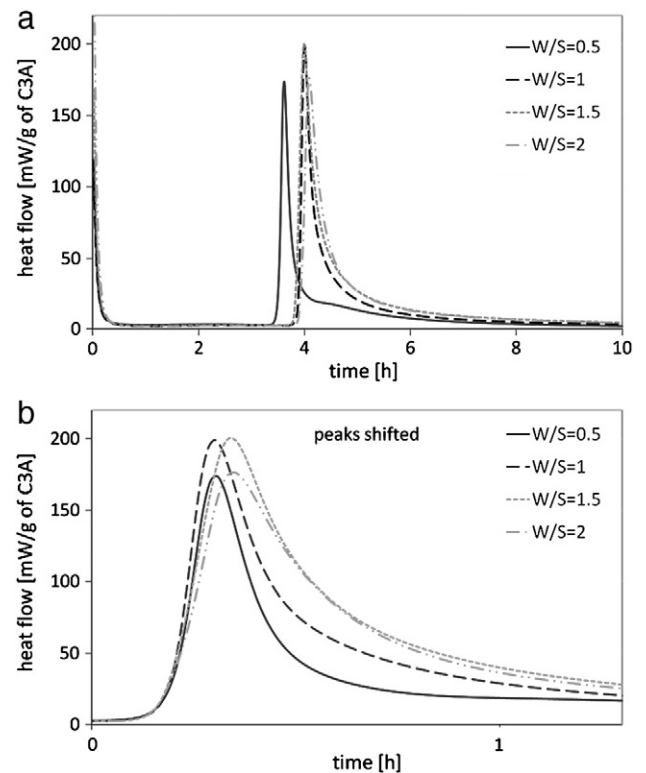 a
heat flow [mW/g of C3A]
200
150
100
50
0
W/S=0.5
W/S=1
W/S=1.5
W/S=2
0 2 4 6 8 10
time [h]
b
heat flow [mW/g of C3A]
200
150
100
50
0
peaks shifted
W/S=0.5
W/S=1
W/S=1.5
W/S=2
0 1
time [h]